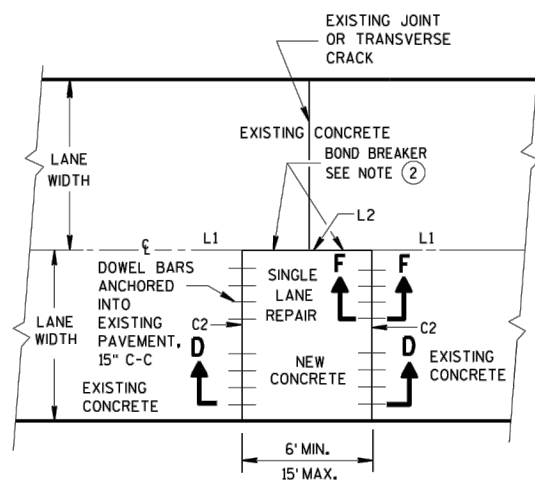 EXISTING JOINT
OR TRANSVERSE
CRACK
EXISTING CONCRETE
BOND BREAKER
SEE NOTE 2
LANE
WIDTH
L2
℄
L1
L1
DOWEL BARS
ANCHORED
INTO
EXISTING
PAVEMENT,
15" C-C
SINGLE
LANE
REPAIR
F
F
LANE
WIDTH
C2
C2
D
D
NEW
CONCRETE
EXISTING
CONCRETE
EXISTING
CONCRETE
6' MIN.
15' MAX.